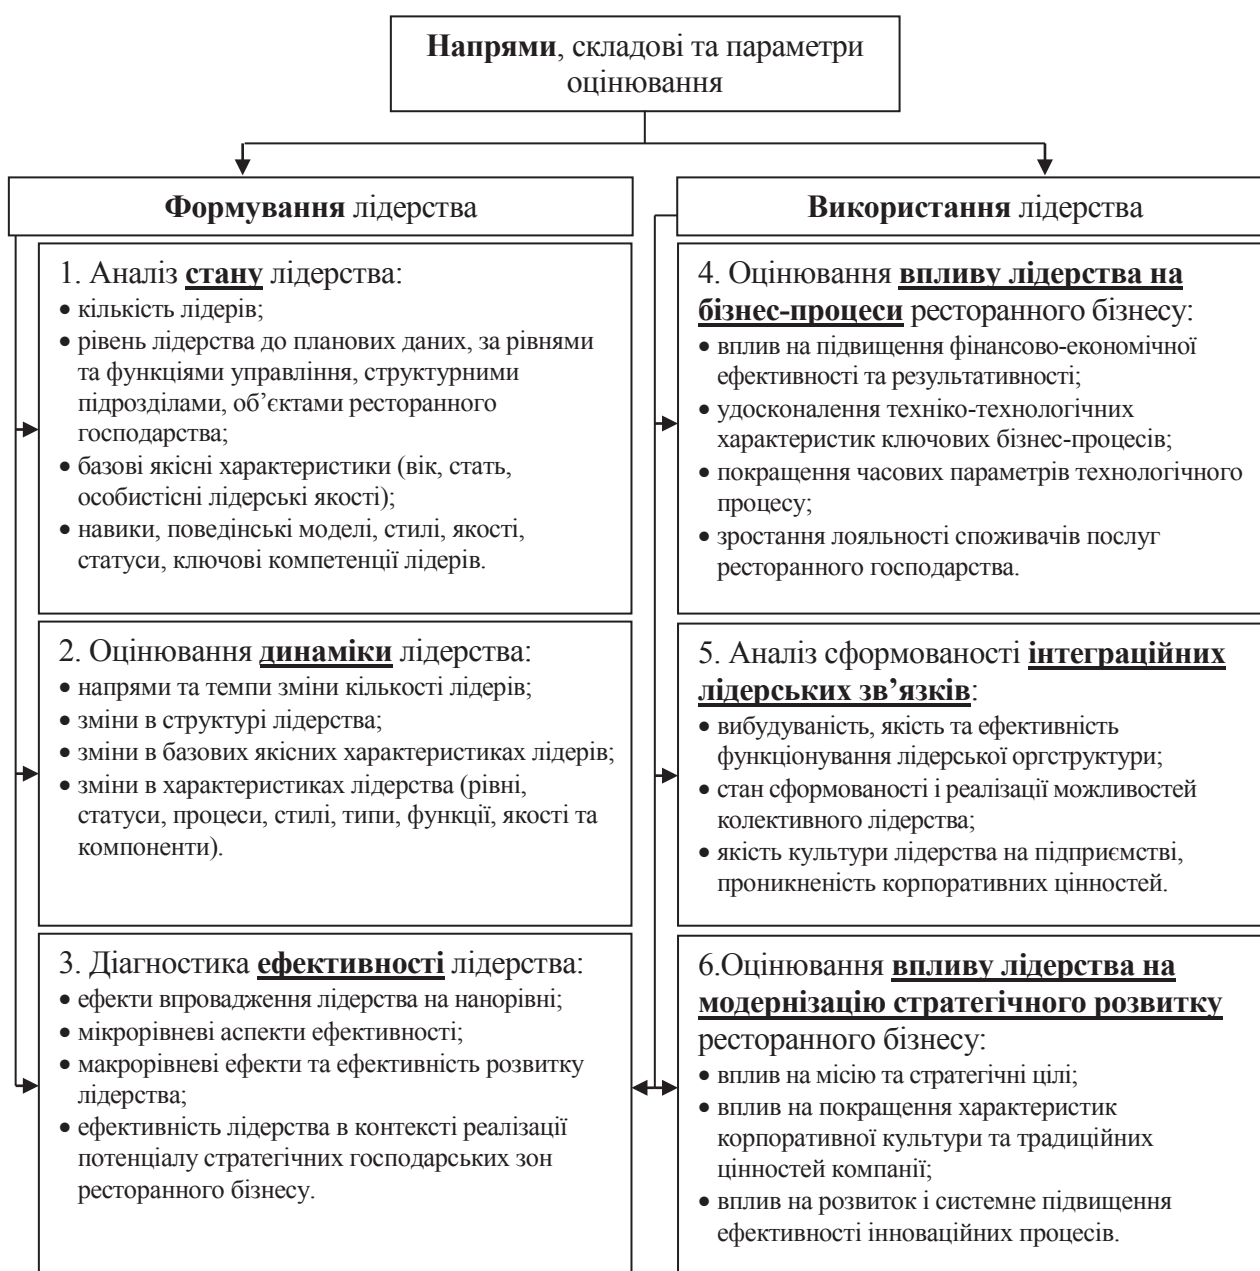 Напрями, складові та параметри
оцінювання
Формування лідерства
1. Аналіз стану лідерства:
• кількість лідерів;
• рівень лідерства до планових даних, за рівнями
та функціями управління, структурними
підрозділами, об’єктами ресторанного
господарства;
• базові якісні характеристики (вік, стать,
особистісні лідерські якості);
• навики, поведінські моделі, стилі, якості,
статуси, ключові компетенції лідерів.
2. Оцінювання динаміки лідерства:
• напрями та темпи зміни кількості лідерів;
• зміни в структурі лідерства;
• зміни в базових якісних характеристиках лідерів;
• зміни в характеристиках лідерства (рівні,
статуси, процеси, стилі, типи, функції, якості та
компоненти).
3. Діагностика ефективності лідерства:
• ефекти впровадження лідерства на нанорівні;
• мікрорівневі аспекти ефективності;
• макрорівневі ефекти та ефективність розвитку
лідерства;
• ефективність лідерства в контексті реалізації
потенціалу стратегічних господарських зон
ресторанного бізнесу.
Використання лідерства
4. Оцінювання впливу лідерства на
бізнес-процеси ресторанного бізнесу:
• вплив на підвищення фінансово-економічної
ефективності та результативності;
• удосконалення техніко-технологічних
характеристик ключових бізнес-процесів;
• покращення часових параметрів технологічного
процесу;
• зростання лояльності споживачів послуг
ресторанного господарства.
5. Аналіз сформованості інтеграційних
лідерських зв’язків:
• вибудуваність, якість та ефективність
функціонування лідерської оргструктури;
• стан сформованості і реалізації можливостей
колективного лідерства;
• якість культури лідерства на підприємстві,
проникненість корпоративних цінностей.
6.Оцінювання впливу лідерства на
модернізацію стратегічного розвитку
ресторанного бізнесу:
• вплив на місію та стратегічні цілі;
• вплив на покращення характеристик
корпоративної культури та традиційних
цінностей компанії;
• вплив на розвиток і системне підвищення
ефективності інноваційних процесів.